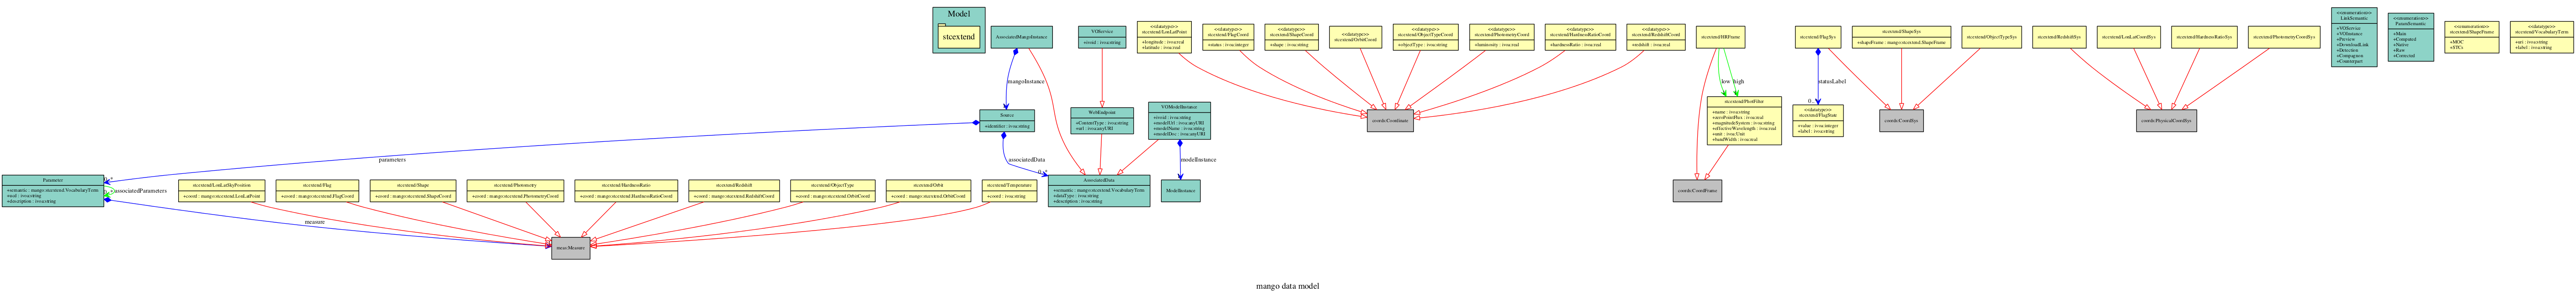 Model
stcextend
AssociatedMangoInstance
VOService
+ivoid : ivoa:string
<<datatype>>
stcextend/LonLatPoint
+longitude : ivoa:real
+latitude : ivoa:real
<<datatype>>
stcextend/FlagCoord
+status : ivoa:integer
<<datatype>>
stcextend/ShapeCoord
+shape : ivoa:string
<<datatype>>
stcextend/OrbitCoord
<<datatype>>
stcextend/ObjectTypeCoord
+objectType : ivoa:string
<<datatype>>
stcextend/PhotometryCoord
+luminosity : ivoa:real
<<datatype>>
stcextend/HardnessRatioCoord
+hardnessRatio : ivoa:real
<<datatype>>
stcextend/RedshiftCoord
+redshift : ivoa:real
stcextend/HRFrame
stcextend/FlagSys
stcextend/ShapeSys
+shapeFrame : mango:stcextend.ShapeFrame
stcextend/ObjectTypeSys
stcextend/RedshiftSys
stcextend/LonLatCoordSys
stcextend/HardnessRatioSys
stcextend/PhotometryCoordSys
<<enumeration>>
LinkSemantic
+VOService
+VOInstance
+Preview
+DownloadLink
+Detection
+Compagnon
+Counterpart
<<enumeration>>
ParamSemantic
+Main
+Computed
+Native
+Raw
+Corrected
<<enumeration>>
stcextend/ShapeFrame
+MOC
+STCs
<<datatype>>
stcextend/VocabularyTerm
+uri : ivoa:string
+label : ivoa:string
mangoInstance
low
high
statusLabel
0..*
Source
+identifier : ivoa:string
WebEndpoint
+ContentType : ivoa:string
+url : ivoa:anyURI
VOModelInstance
+ivoid : ivoa:string
+modelUrl : ivoa:anyURI
+modelName : ivoa:string
+modelDoc : ivoa:anyURI
coords:Coordinate
stcextend/PhotFilter
+name : ivoa:string
+zeroPointFlux : ivoa:real
+magnitudeSystem : ivoa:string
+effectiveWavelength : ivoa:real
+unit : ivoa:Unit
+bandWidth : ivoa:real
<<datatype>>
stcextend/FlagState
+value : ivoa:integer
+label : ivoa:string
coords:CoordSys
coords:PhysicalCoordSys
parameters
associatedData
modelInstance
0..*
0..*
0..*
associatedParameters
Parameter
+semantic : mango:stcextend.VocabularyTerm
+ucd : ivoa:string
+description : ivoa:string
stcextend/LonLatSkyPosition
+coord : mango:stcextend.LonLatPoint
stcextend/Flag
+coord : mango:stcextend.FlagCoord
stcextend/Shape
+coord : mango:stcextend.ShapeCoord
stcextend/Photometry
+coord : mango:stcextend.PhotometryCoord
stcextend/HardnessRatio
+coord : mango:stcextend.HardnessRatioCoord
stcextend/Redshift
+coord : mango:stcextend.RedshiftCoord
stcextend/ObjectType
+coord : mango:stcextend.OrbitCoord
stcextend/Orbit
+coord : mango:stcextend.OrbitCoord
stcextend/Temperature
+coord : ivoa:string
AssociatedData
+semantic : mango:stcextend.VocabularyTerm
+dataType : ivoa:string
+description : ivoa:string
ModelInstance
coords:CoordFrame
measure
meas:Measure
mango data model